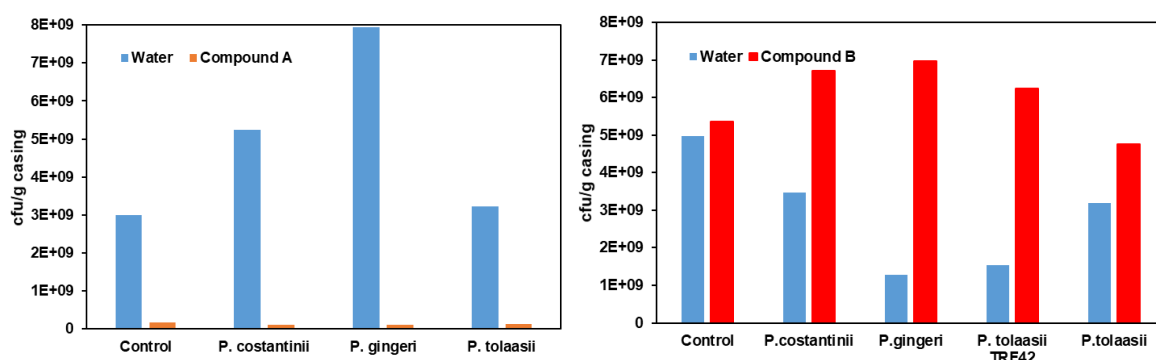 8E+09
7E+09
6E+09
5E+09
4E+09
3E+09
2E+09
1E+09
0
cfu/g casing
Water Compound A
Control P. costantinii P. gingeri P. tolaasii
8E+09
7E+09
6E+09
5E+09
4E+09
3E+09
2E+09
1E+09
0
cfu/g casing
Water Compound B
Control P.costantinii P.gingeri P. tolaasii P.tolaasii